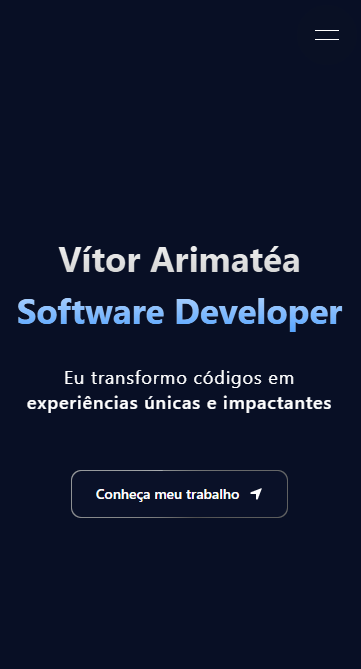 Vítor Arimatéa
Software Developer
Eu transformo códigos em
experiências únicas e impactantes
Conheça meu trabalho